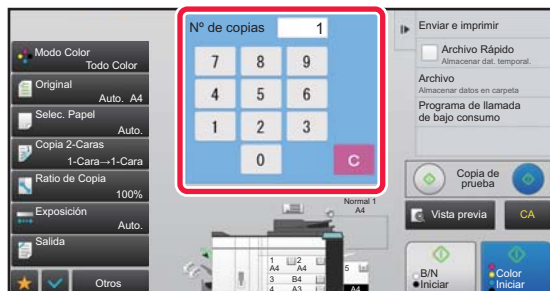 Modo Color
Todo Color
Original
Auto. A4
Selec. Papel
Auto.
Copia 2-Caras
1-Cara→1-Cara
Ratio de Copia
100%
Exposición
Auto.
Salida
Otros
Nº de copias 1
7 8 9
4 5 6
1 2 3
0 C
Normal 1
A4
1 2
A4 A4
5
3 B4
4 A3
A4
Enviar e imprimir
Archivo Rápido
Almacenar dat. temporal.
Archivo
Almacenar datos en carpeta
Programa de llamada
de bajo consumo
Copia de
prueba
Vista previa
CA
B/N
Iniciar
Color
Iniciar